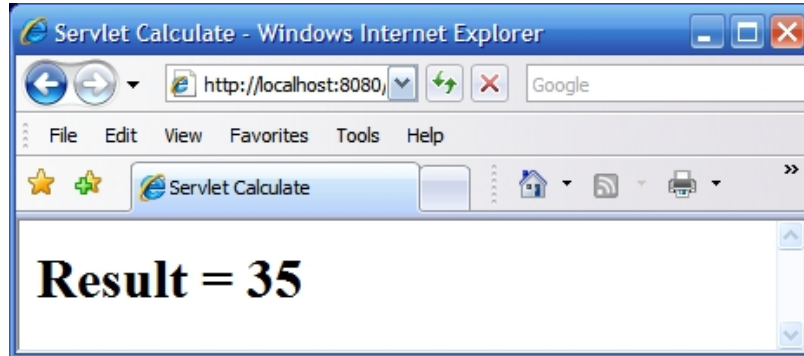 Servlet Calculate - Windows Internet Explorer
http://localhost:8080/
Google
File Edit View Favorites Tools Help
Servlet Calculate
»
Result = 35